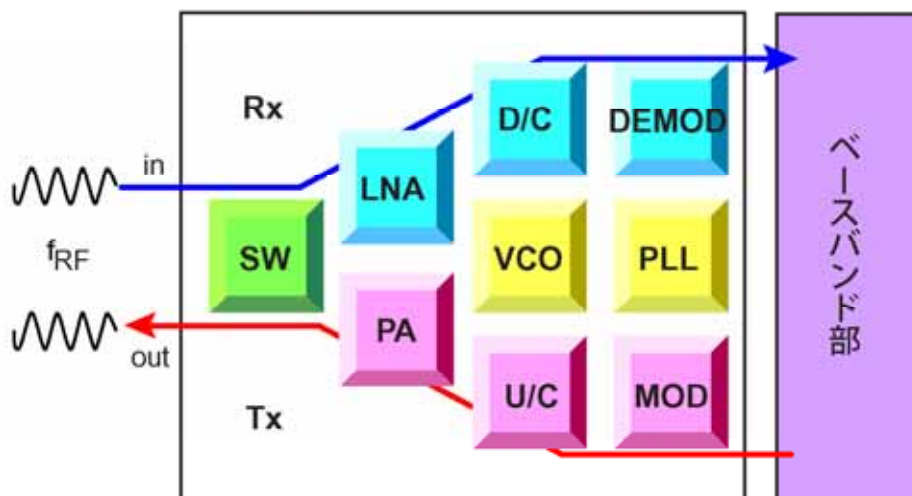 Rx
in
f_RF
out
Tx
SW
LNA
PA
D/C
DEMOD
VCO
PLL
U/C
MOD
ベースバンド部